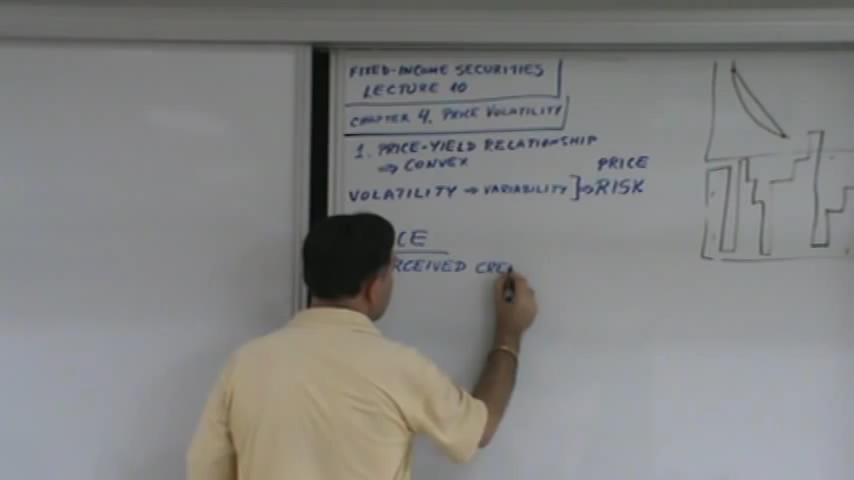 FIXED-INCOME SECURITIES
LECTURE 10
CHAPTER 4. PRICE VOLATILITY
1. PRICE-YIELD RELATIONSHIP
⇒ CONVEX
PRICE
VOLATILITY → VARIABILITY } ⇒ RISK
CE
RCEIVED CRE